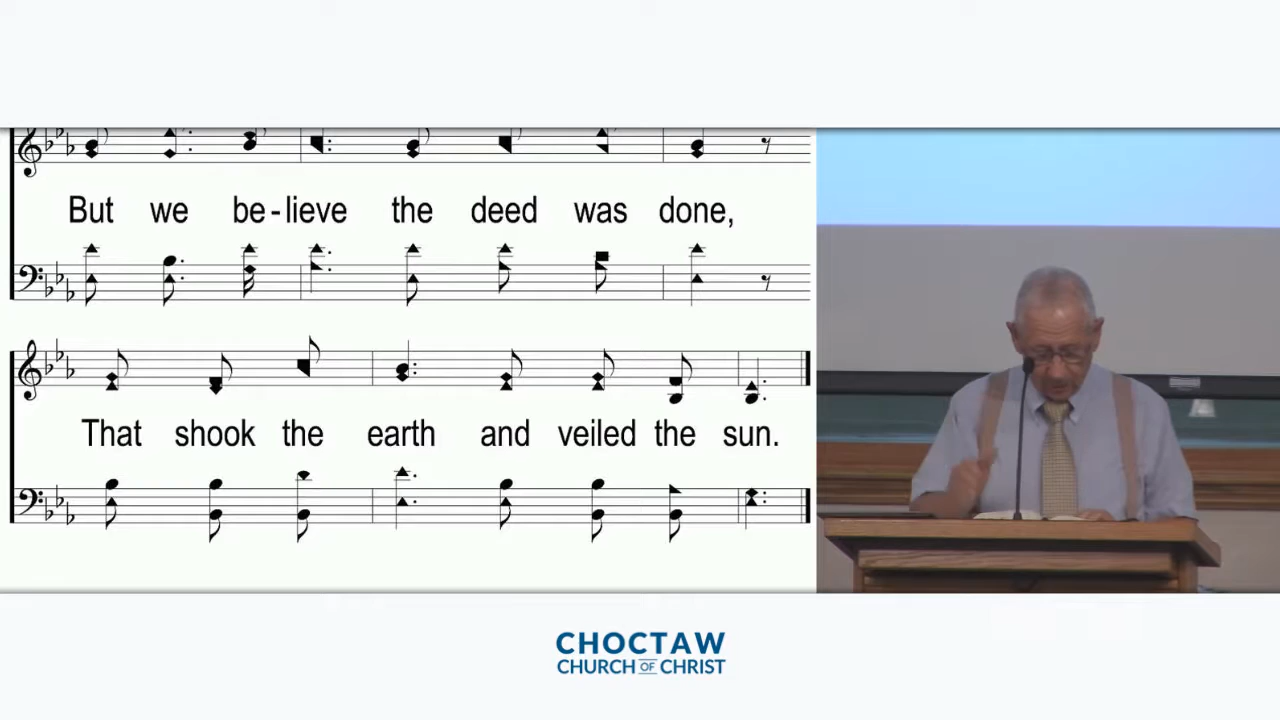 But we be-lieve the deed was done,
That shook the earth and veiled the sun.
CHOCTAW
CHURCH OF CHRIST